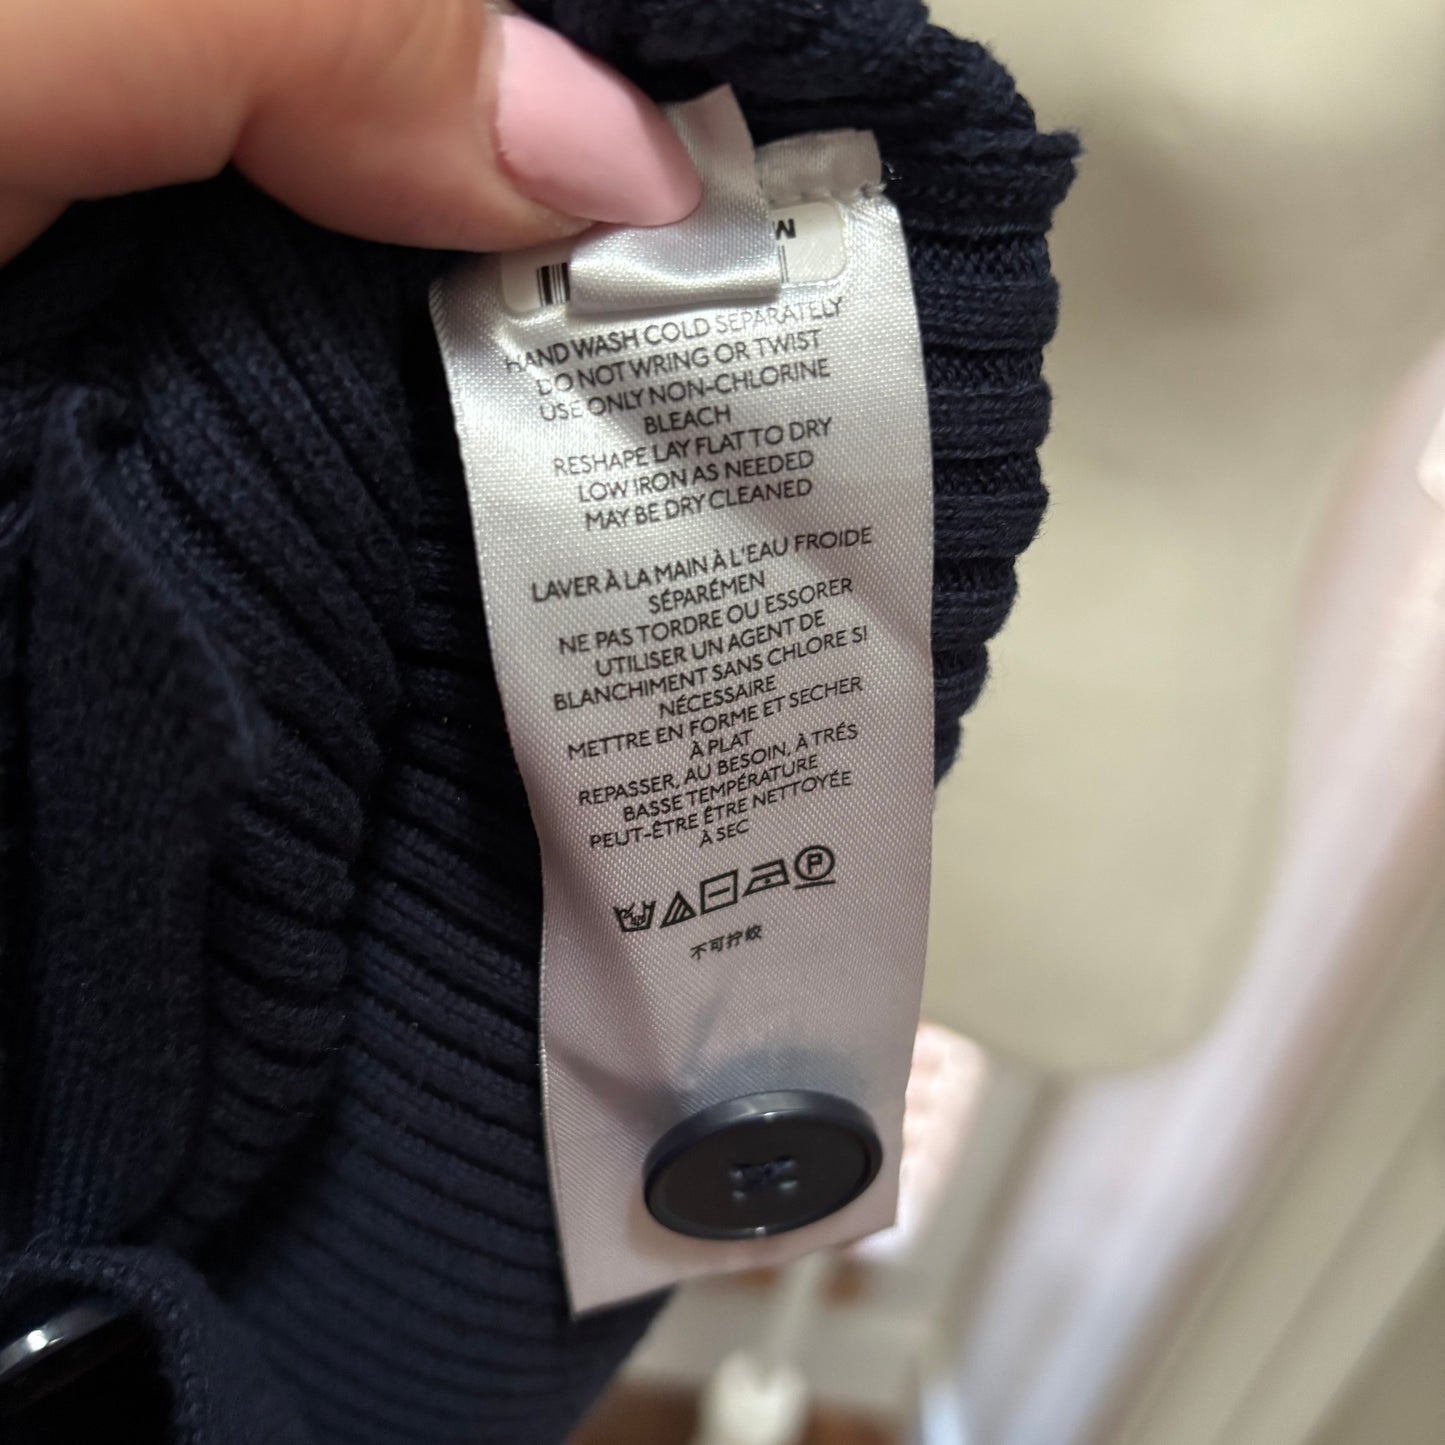 M
HAND WASH COLD SEPARATELY
DO NOT WRING OR TWIST
USE ONLY NON-CHLORINE
BLEACH
RESHAPE LAY FLAT TO DRY
LOW IRON AS NEEDED
MAY BE DRY CLEANED
LAVER À LA MAIN À L'EAU FROIDE
SÉPARÉMEN
NE PAS TORDRE OU ESSORER
UTILISER UN AGENT DE
BLANCHIMENT SANS CHLORE SI
NÉCESSAIRE
METTRE EN FORME ET SECHER
À PLAT
REPASSER, AU BESOIN, À TRÉS
BASSE TEMPÉRATURE
PEUT-ÊTRE ÊTRE NETTOYÉE
À SEC
P
不可拧绞